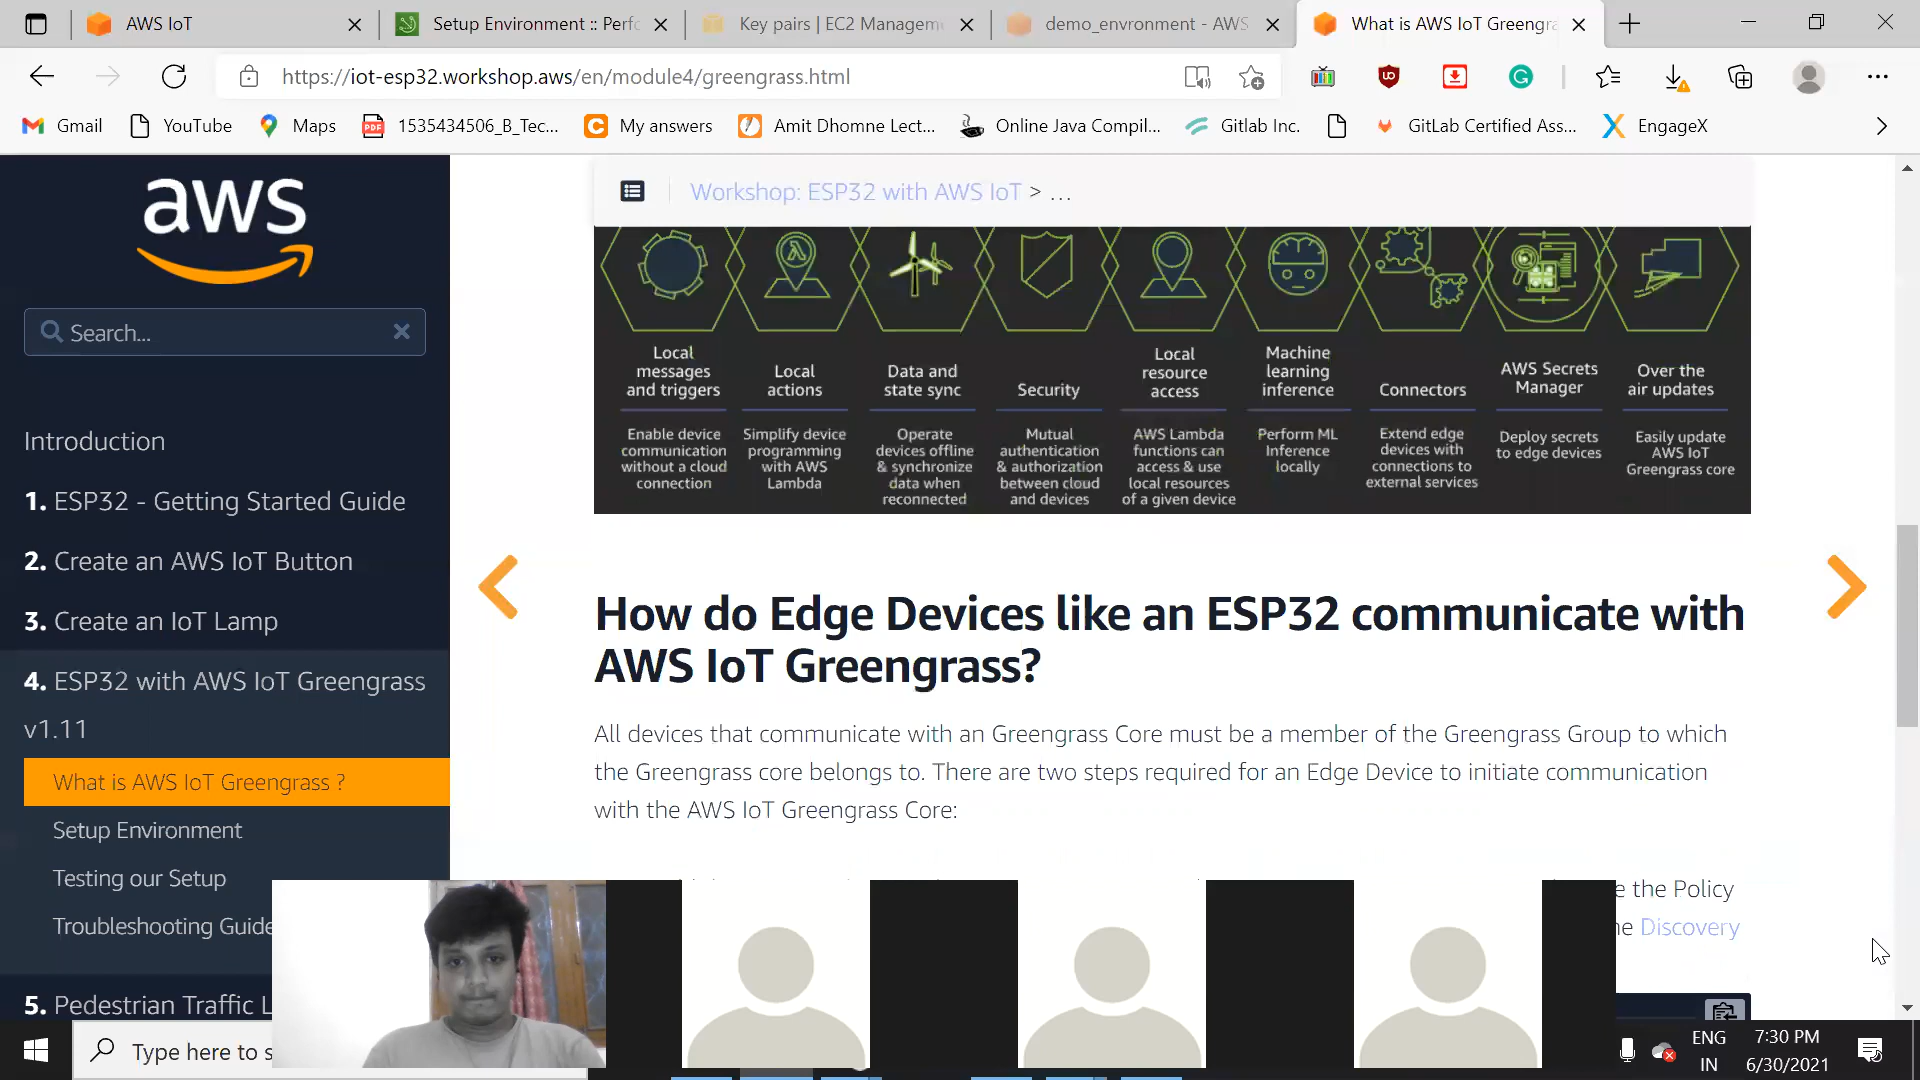 AWS IoT
Setup Environment :: Perfo
Key pairs | EC2 Managem
demo_envronment - AWS
What is AWS IoT Greengra
https://iot-esp32.workshop.aws/en/module4/greengrass.html
Gmail
YouTube
Maps
1535434506_B_Tec...
My answers
Amit Dhomne Lect...
Online Java Compil...
Gitlab Inc.
GitLab Certified Ass...
EngageX
aws
Search...
Introduction
1. ESP32 - Getting Started Guide
2. Create an AWS IoT Button
3. Create an IoT Lamp
4. ESP32 with AWS IoT Greengrass
v1.11
What is AWS IoT Greengrass ?
Setup Environment
Testing our Setup
Troubleshooting Guide
5. Pedestrian Traffic L
Workshop: ESP32 with AWS IoT > ...
Local
messages
and triggers
Enable device
communication
without a cloud
connection
Local
actions
Simplify device
programming
with AWS
Lambda
Data and
state sync
Operate
devices offline
& synchronize
data when
reconnected
Security
Mutual
authentication
& authorization
between cloud
and devices
Local
resource
access
AWS Lambda
functions can
access & use
local resources
of a given device
Machine
learning
inference
Perform ML
Inference
locally
Connectors
Extend edge
devices with
connections to
external services
AWS Secrets
Manager
Deploy secrets
to edge devices
Over the
air updates
Easily update
AWS IoT
Greengrass core
How do Edge Devices like an ESP32 communicate with
AWS IoT Greengrass?
All devices that communicate with an Greengrass Core must be a member of the Greengrass Group to which
the Greengrass core belongs to. There are two steps required for an Edge Device to initiate communication
with the AWS IoT Greengrass Core:
e the Policy
ne Discovery
Type here to s
ENG
IN
7:30 PM
6/30/2021